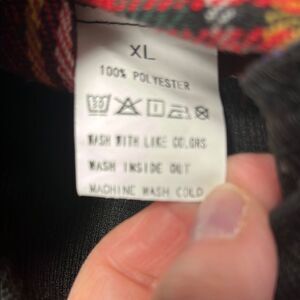 XL
100% POLYESTER
WASH WITH LIKE COLORS
WASH INSIDE OUT
MACHINE WASH COLD